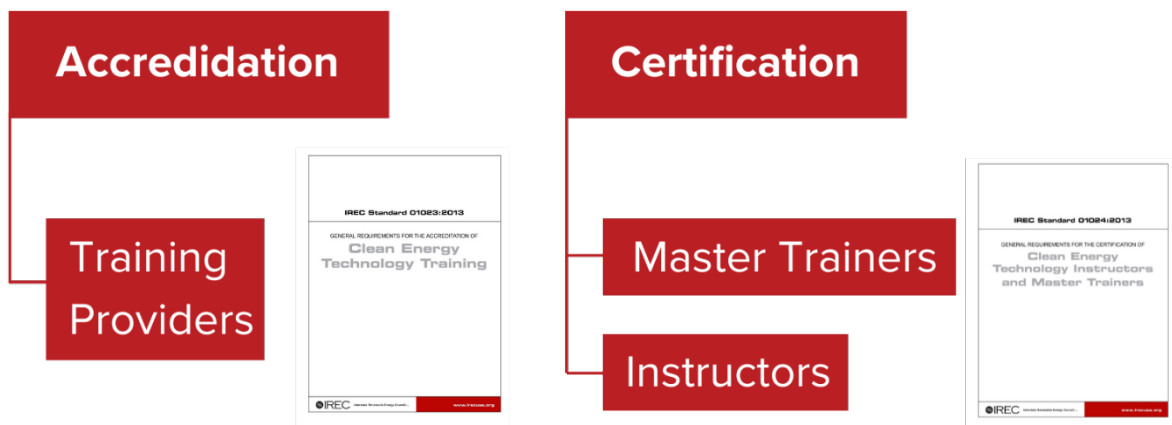 Accredidation
Training
Providers
IREC Standard 01023:2013
GENERAL REQUIREMENTS FOR THE ACCREDITATION OF
Clean Energy
Technology Training
IREC
www.irecusa.org
Certification
Master Trainers
Instructors
IREC Standard 01024:2013
GENERAL REQUIREMENTS FOR THE CERTIFICATION OF
Clean Energy
Technology Instructors
and Master Trainers
IREC
www.irecusa.org